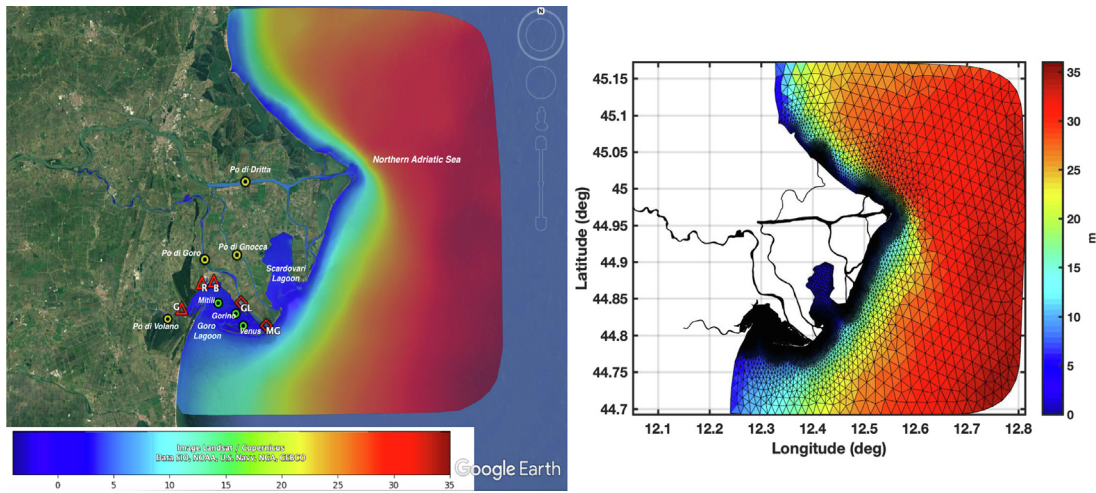 N
Northern Adriatic Sea
Po di Dritta
Po di Goro
Po di Gnocca
Scardovari
Lagoon
R
B
G
Mitili
GL
Gorino
Po di Volano
Goro
Lagoon
Venus
MG
Image Landsat / Copernicus
Data SIO, NOAA, U.S. Navy, NGA, GEBCO
0 5 10 15 20 25 30 35
Google Earth
45.15
45.1
45.05
45
44.95
44.9
44.85
44.8
44.75
44.7
Latitude (deg)
12.1 12.2 12.3 12.4 12.5 12.6 12.7 12.8
Longitude (deg)
35
30
25
20
15
10
5
0
m